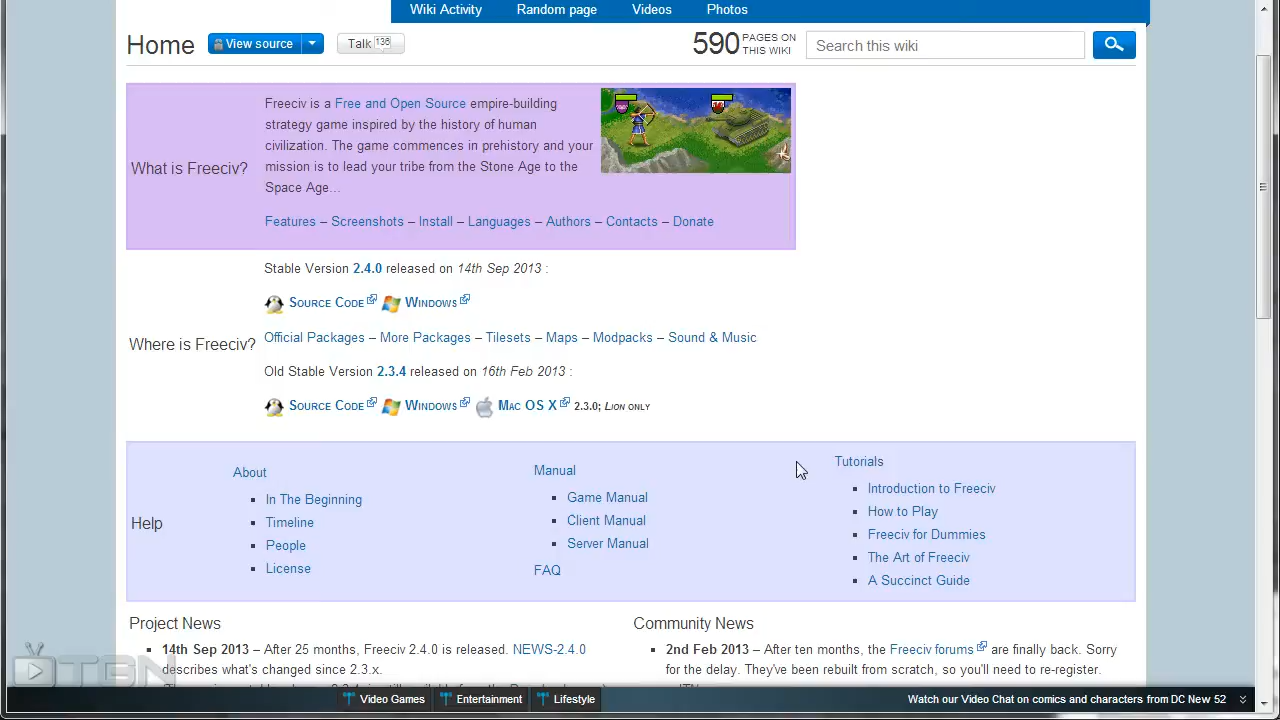 Wiki Activity Random page Videos Photos
Home View source Talk 138 590 PAGES ON THIS WIKI Search this wiki
What is Freeciv?
Freeciv is a Free and Open Source empire-building
strategy game inspired by the history of human
civilization. The game commences in prehistory and your
mission is to lead your tribe from the Stone Age to the
Space Age...
Features – Screenshots – Install – Languages – Authors – Contacts – Donate
Where is Freeciv?
Stable Version 2.4.0 released on 14th Sep 2013 :
SOURCE CODE WINDOWS
Official Packages – More Packages – Tilesets – Maps – Modpacks – Sound & Music
Old Stable Version 2.3.4 released on 16th Feb 2013 :
SOURCE CODE WINDOWS MAC OS X 2.3.0; LION ONLY
Help
About
In The Beginning
Timeline
People
License
Manual
Game Manual
Client Manual
Server Manual
FAQ
Tutorials
Introduction to Freeciv
How to Play
Freeciv for Dummies
The Art of Freeciv
A Succinct Guide
Project News
14th Sep 2013 – After 25 months, Freeciv 2.4.0 is released. NEWS-2.4.0
describes what's changed since 2.3.x.
Community News
2nd Feb 2013 – After ten months, the Freeciv forums are finally back. Sorry
for the delay. They've been rebuilt from scratch, so you'll need to re-register.
TGN
Video Games Entertainment Lifestyle Watch our Video Chat on comics and characters from DC New 52